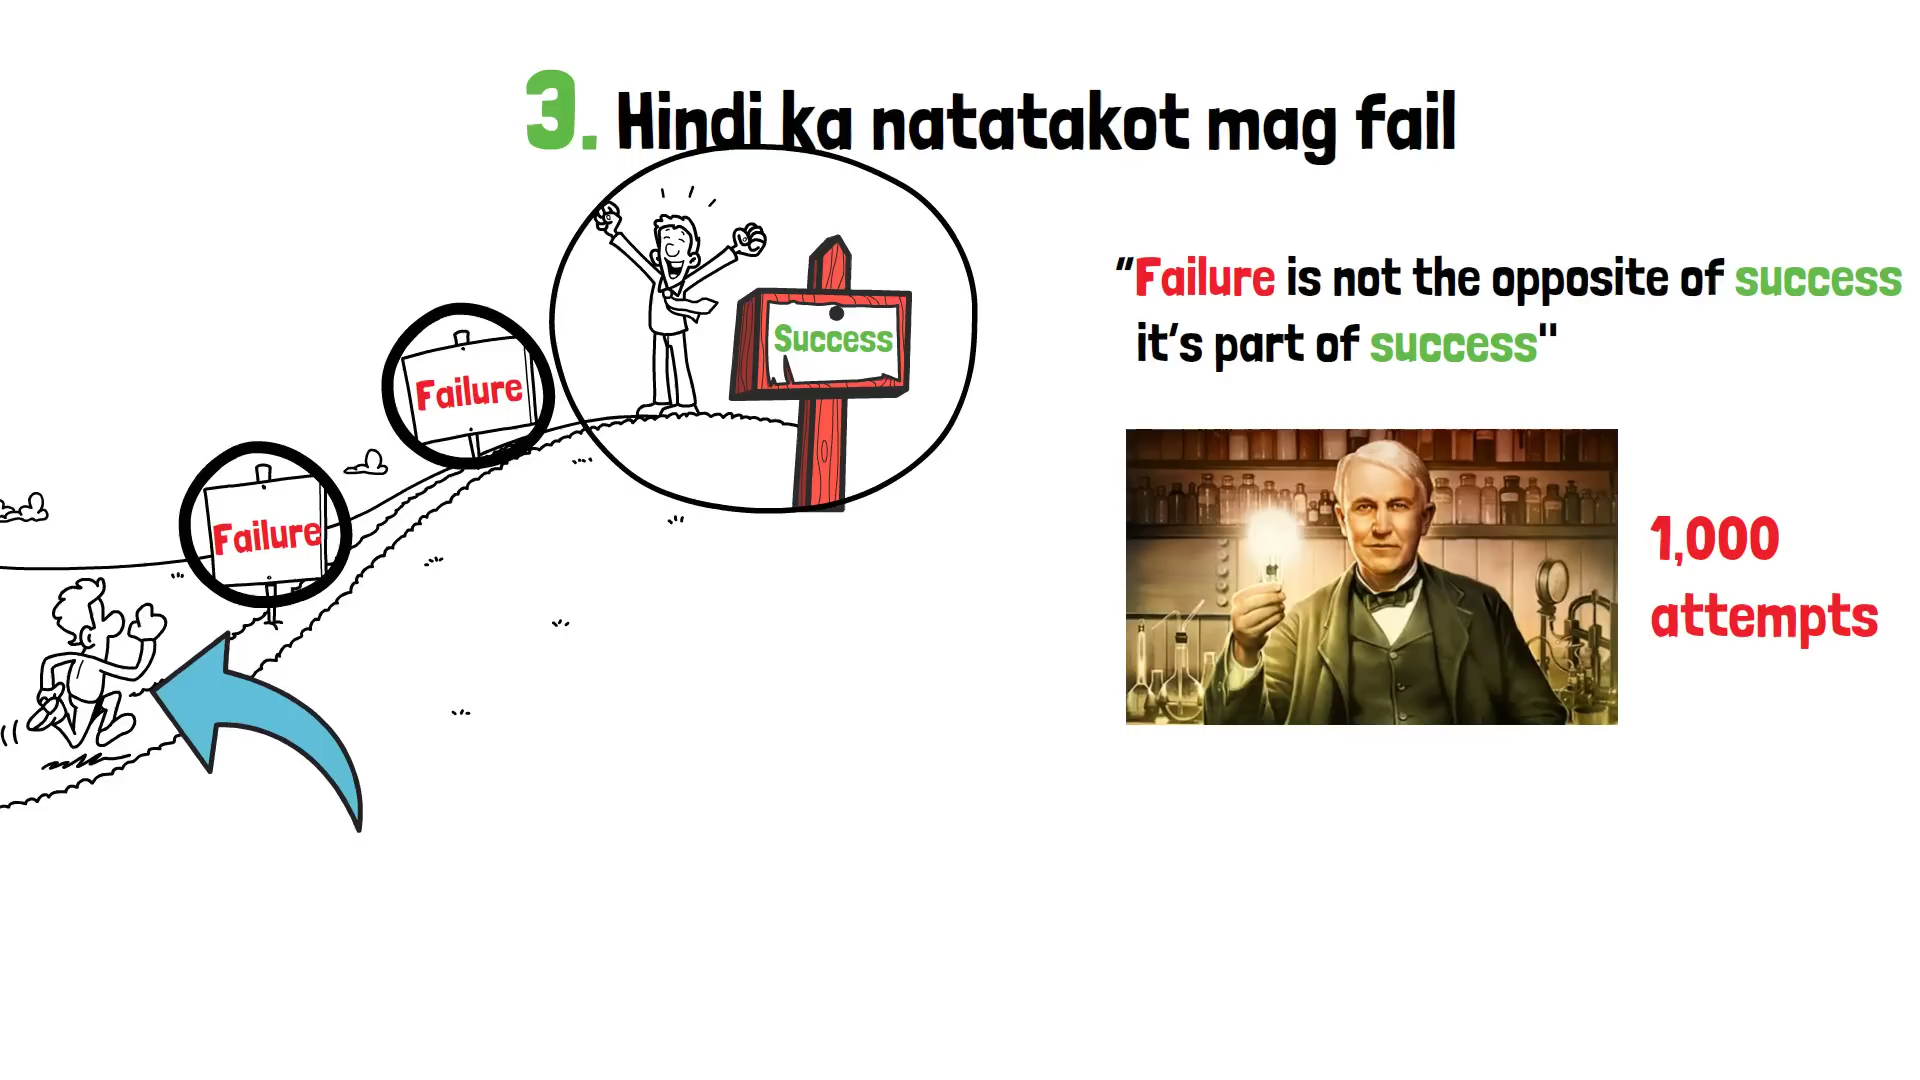 3. Hindi ka natatakot mag fail
“Failure is not the opposite of success
it’s part of success"
Success
Failure
Failure
1,000
attempts